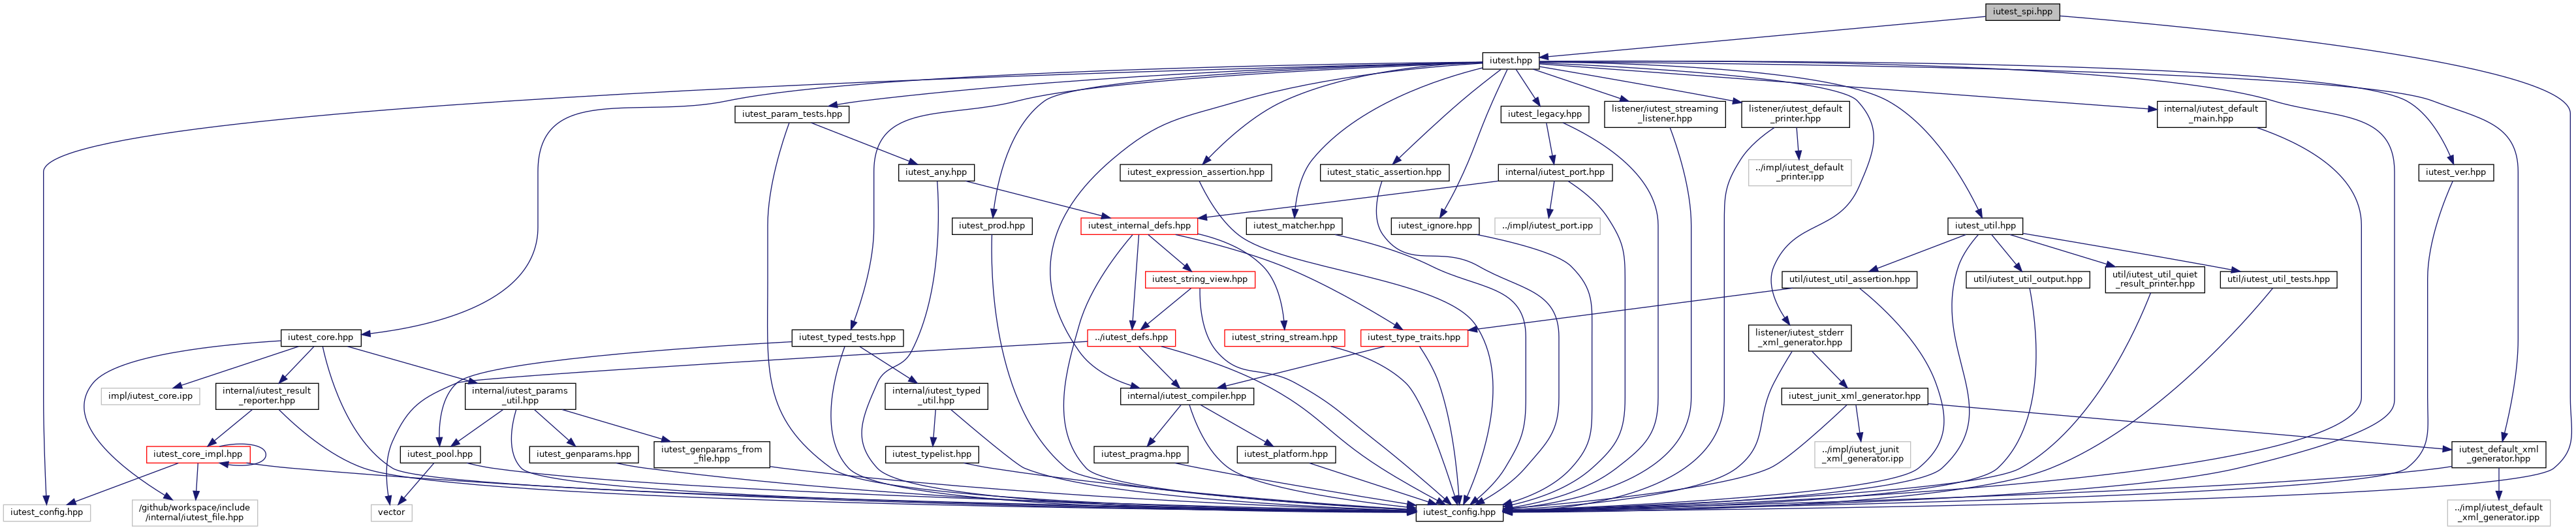 iutest_spi.hpp
iutest.hpp
iutest_param_tests.hpp
iutest_legacy.hpp
listener/iutest_streaming
_listener.hpp
listener/iutest_default
_printer.hpp
internal/iutest_default
_main.hpp
iutest_any.hpp
iutest_expression_assertion.hpp
iutest_static_assertion.hpp
internal/iutest_port.hpp
../impl/iutest_default
_printer.ipp
iutest_ver.hpp
iutest_prod.hpp
iutest_internal_defs.hpp
iutest_matcher.hpp
iutest_ignore.hpp
../impl/iutest_port.ipp
iutest_util.hpp
iutest_string_view.hpp
util/iutest_util_assertion.hpp
util/iutest_util_output.hpp
util/iutest_util_quiet
_result_printer.hpp
util/iutest_util_tests.hpp
iutest_core.hpp
iutest_typed_tests.hpp
../iutest_defs.hpp
iutest_string_stream.hpp
iutest_type_traits.hpp
listener/iutest_stderr
_xml_generator.hpp
impl/iutest_core.ipp
internal/iutest_result
_reporter.hpp
internal/iutest_params
_util.hpp
internal/iutest_typed
_util.hpp
internal/iutest_compiler.hpp
iutest_junit_xml_generator.hpp
iutest_core_impl.hpp
iutest_pool.hpp
iutest_genparams.hpp
iutest_genparams_from
_file.hpp
iutest_typelist.hpp
iutest_pragma.hpp
iutest_platform.hpp
../impl/iutest_junit
_xml_generator.ipp
iutest_default_xml
_generator.hpp
iutest_config.hpp
/github/workspace/include
/internal/iutest_file.hpp
vector
iutest_config.hpp
../impl/iutest_default
_xml_generator.ipp